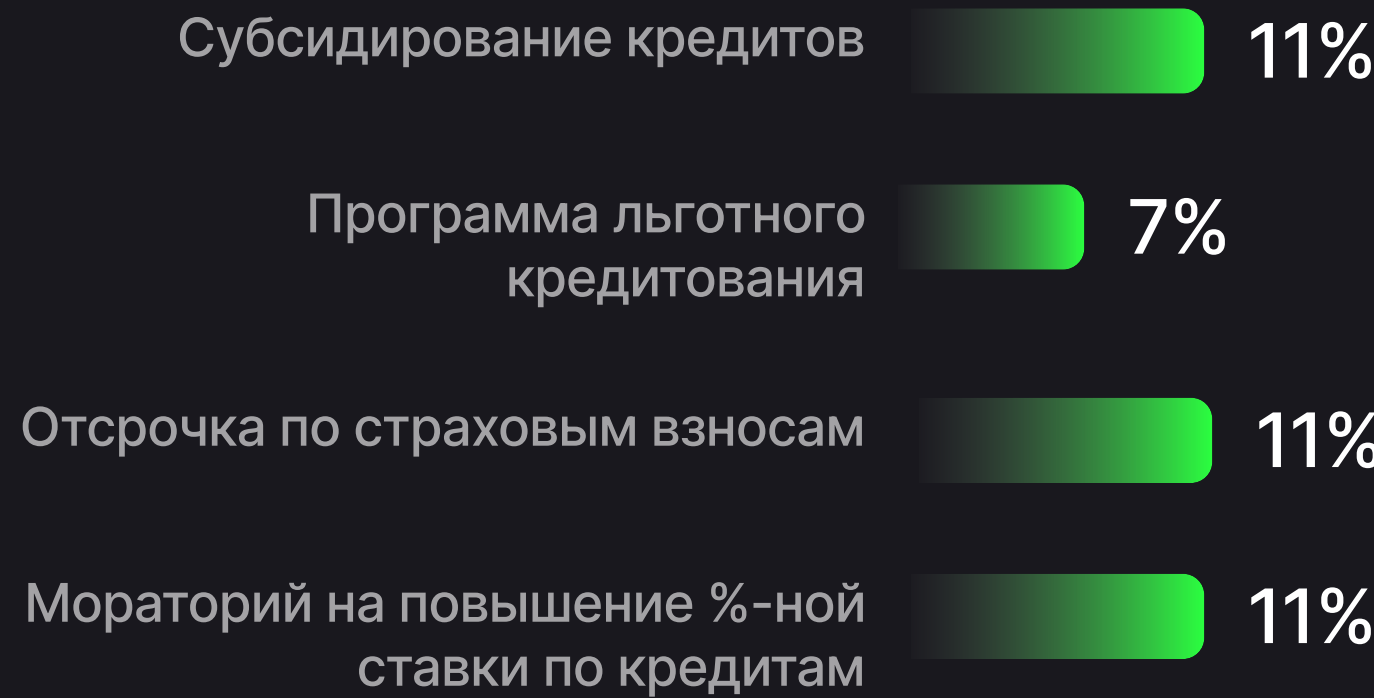 Субсидирование кредитов 11%
Программа льготного 7%
кредитования
Отсрочка по страховым взносам 11%
Мораторий на повышение %-ной 11%
ставки по кредитам